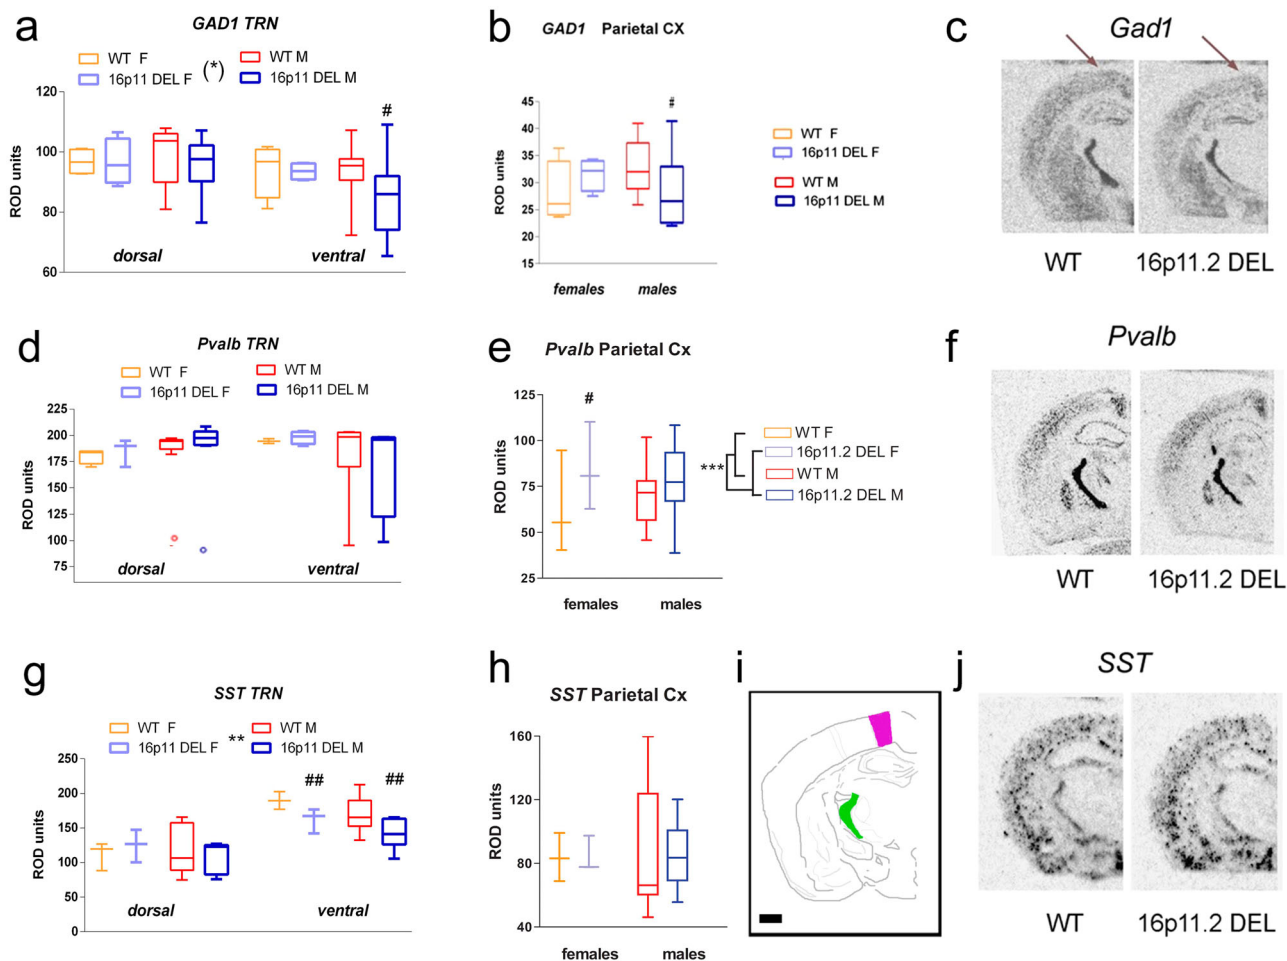 a
GAD1 TRN
WT F
WT M
16p11 DEL F
(*)
16p11 DEL M
ROD units
120
100
80
60
#
dorsal
ventral
b
GAD1 Parietal CX
ROD units
45
40
35
30
25
20
15
#
females
males
WT F
16p11 DEL F
WT M
16p11 DEL M
c
Gad1
WT
16p11.2 DEL
d
Pvalb TRN
WT F
WT M
16p11 DEL F
16p11 DEL M
ROD units
225
200
175
150
125
100
75
dorsal
ventral
e
Pvalb Parietal Cx
ROD units
125
100
75
50
25
#
females
males
***
WT F
16p11.2 DEL F
WT M
16p11.2 DEL M
f
Pvalb
WT
16p11.2 DEL
g
SST TRN
WT F
WT M
16p11 DEL F
**
16p11 DEL M
ROD units
250
200
150
100
50
0
##
##
dorsal
ventral
h
SST Parietal Cx
ROD units
160
120
80
40
females
males
i
j
SST
WT
16p11.2 DEL